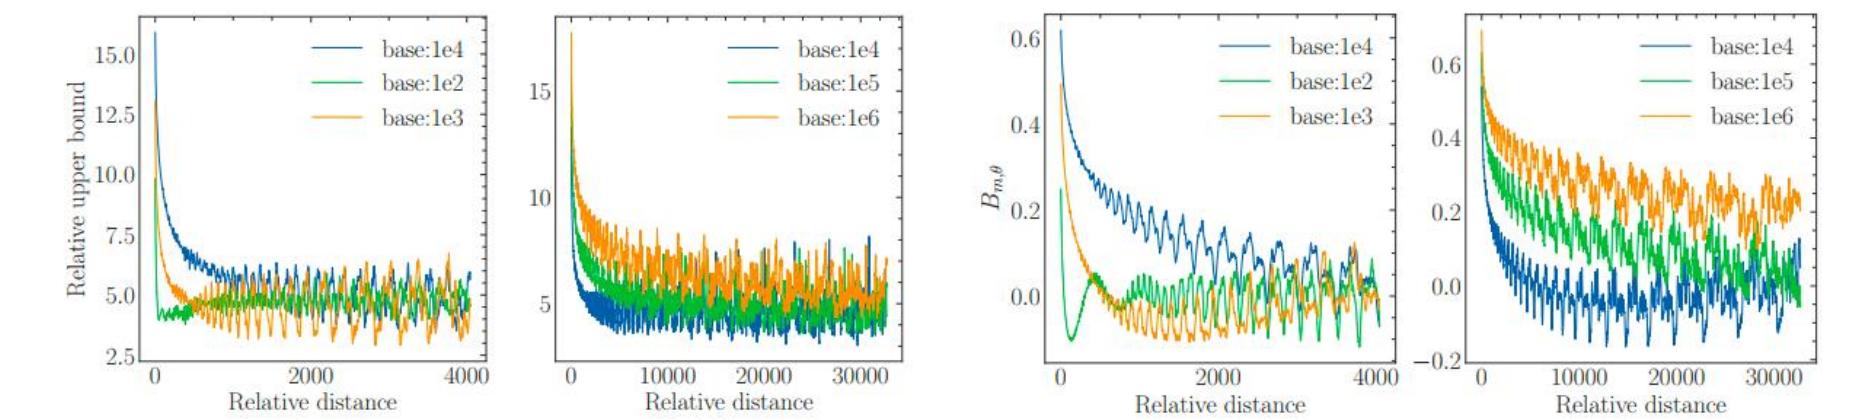 Relative upper bound
15.0
12.5
10.0
7.5
5.0
2.5
base:1e4
base:1e2
base:1e3
0 2000 4000
Relative distance
15
10
5
base:1e4
base:1e5
base:1e6
0 10000 20000 30000
Relative distance
B_{m,θ}
0.6
0.4
0.2
0.0
base:1e4
base:1e2
base:1e3
0 2000 4000
Relative distance
0.6
0.4
0.2
0.0
−0.2
base:1e4
base:1e5
base:1e6
0 10000 20000 30000
Relative distance